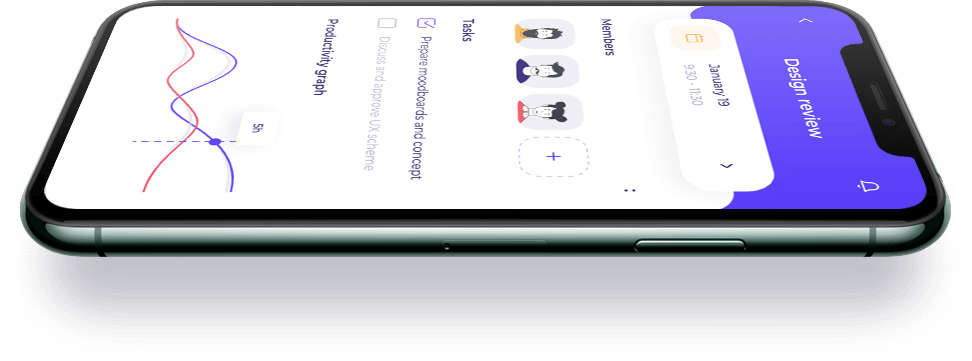 Design review
January 19
9:30 - 11:30
Members
+
Tasks
Prepare moodboards and concept
Discuss and approve UX scheme
Productivity graph
5h